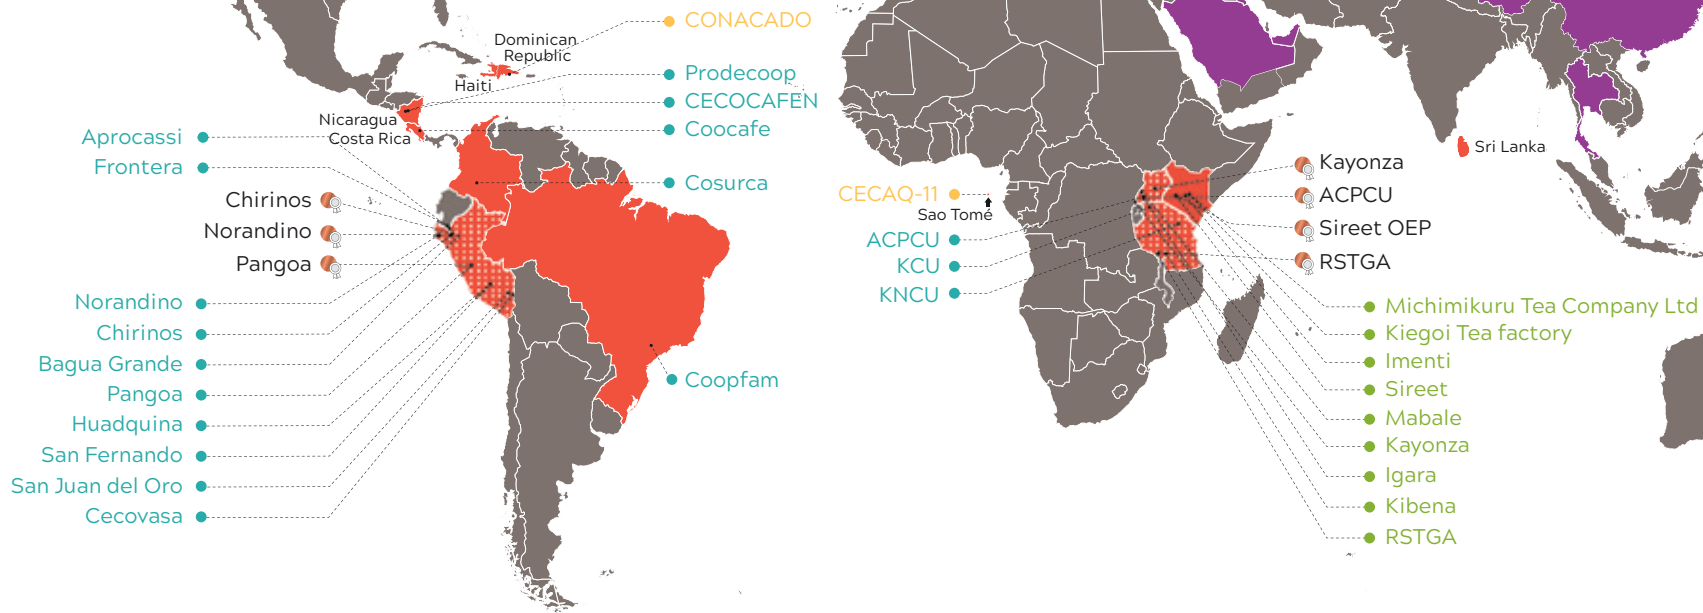 CONACADO
Dominican
Republic
Haiti
Prodecoop
CECOCAFEN
Nicaragua
Costa Rica
Coocafe
Aprocassi
Frontera
Cosurca
Chirinos
Norandino
Pangoa
Norandino
Chirinos
Bagua Grande
Pangoa
Huadquina
San Fernando
San Juan del Oro
Cecovasa
Coopfam
Sri Lanka
CECAQ-11
Sao Tomé
ACPCU
KCU
KNCU
Kayonza
ACPCU
Sireet OEP
RSTGA
Michimikuru Tea Company Ltd
Kiegoi Tea factory
Imenti
Sireet
Mabale
Kayonza
Igara
Kibena
RSTGA